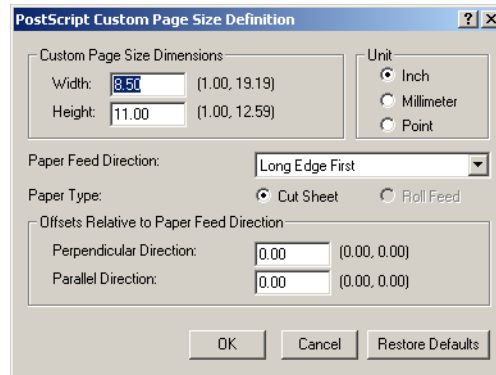 PostScript Custom Page Size Definition
Custom Page Size Dimensions
Width: 8.50 (1.00, 19.19)
Height: 11.00 (1.00, 12.59)
Unit
Inch
Millimeter
Point
Paper Feed Direction: Long Edge First
Paper Type: Cut Sheet Roll Feed
Offsets Relative to Paper Feed Direction
Perpendicular Direction: 0.00 (0.00, 0.00)
Parallel Direction: 0.00 (0.00, 0.00)
OK Cancel Restore Defaults